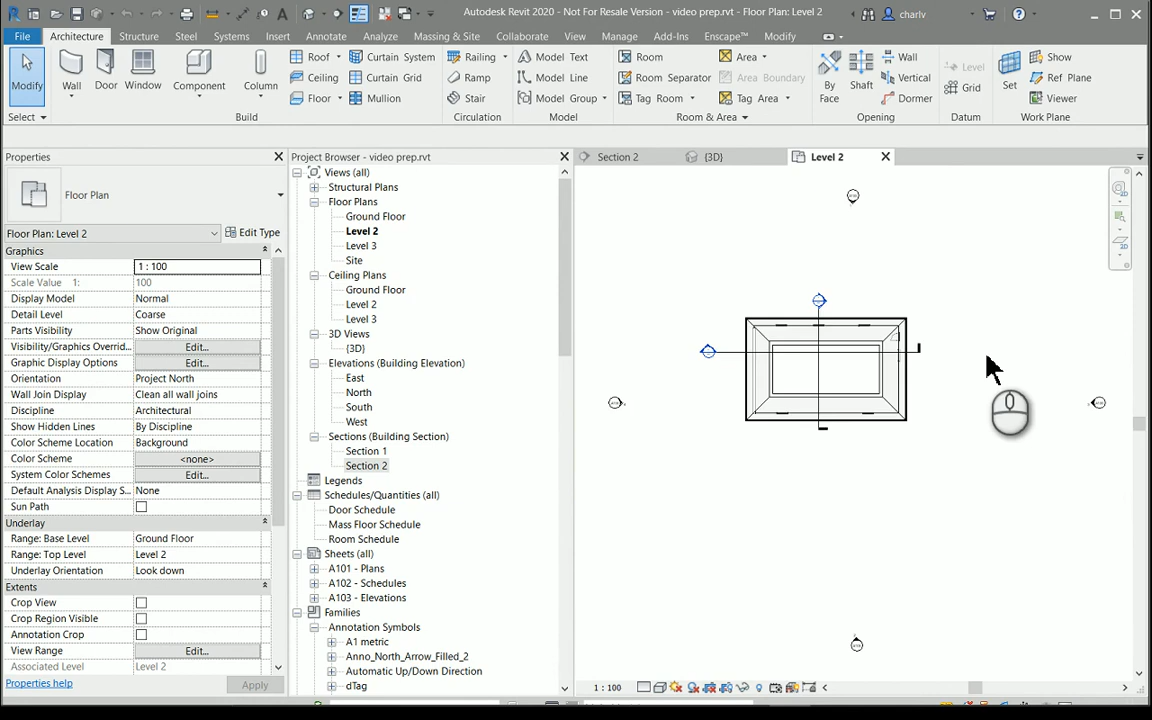 Autodesk Revit 2020 - Not For Resale Version - video prep.rvt - Floor Plan: Level 2
charlv
File Architecture Structure Steel Systems Insert Annotate Analyze Massing & Site Collaborate View Manage Add-Ins Enscape™ Modify
Modify Wall Door Window Component Column
Roof Curtain System Railing Model Text Room Area By Face Shaft Wall Level Set Show
Ceiling Curtain Grid Ramp Model Line Room Separator Area Boundary Vertical Grid Ref Plane
Floor Mullion Stair Model Group Tag Room Tag Area Dormer Viewer
Select Build Circulation Model Room & Area Opening Datum Work Plane
Properties
Floor Plan
Floor Plan: Level 2 Edit Type
Graphics
View Scale 1 : 100
Scale Value 1: 100
Display Model Normal
Detail Level Coarse
Parts Visibility Show Original
Visibility/Graphics Overrid... Edit...
Graphic Display Options Edit...
Orientation Project North
Wall Join Display Clean all wall joins
Discipline Architectural
Show Hidden Lines By Discipline
Color Scheme Location Background
Color Scheme <none>
System Color Schemes Edit...
Default Analysis Display S... None
Sun Path
Underlay
Range: Base Level Ground Floor
Range: Top Level Level 2
Underlay Orientation Look down
Extents
Crop View
Crop Region Visible
Annotation Crop
View Range Edit...
Associated Level Level 2
Properties help Apply
Project Browser - video prep.rvt
Views (all)
Structural Plans
Floor Plans
Ground Floor
Level 2
Level 3
Site
Ceiling Plans
Ground Floor
Level 2
Level 3
3D Views
{3D}
Elevations (Building Elevation)
East
North
South
West
Sections (Building Section)
Section 1
Section 2
Legends
Schedules/Quantities (all)
Door Schedule
Mass Floor Schedule
Room Schedule
Sheets (all)
A101 - Plans
A102 - Schedules
A103 - Elevations
Families
Annotation Symbols
A1 metric
Anno_North_Arrow_Filled_2
Automatic Up/Down Direction
dTag
Section 2 {3D} Level 2
1 : 100